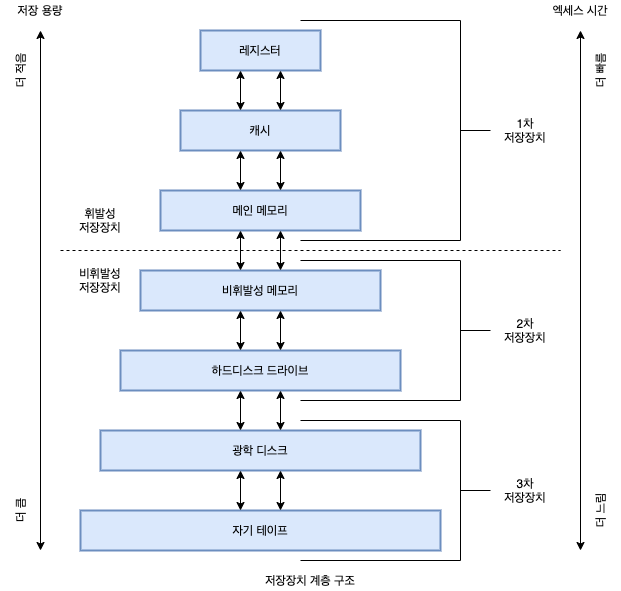 저장 용량
엑세스 시간
더 적음
더 빠름
레지스터
캐시
1차
저장장치
메인 메모리
휘발성
저장장치
비휘발성
저장장치
비휘발성 메모리
2차
저장장치
하드디스크 드라이브
광학 디스크
3차
저장장치
더 큼
더 느림
자기 테이프
저장장치 계층 구조